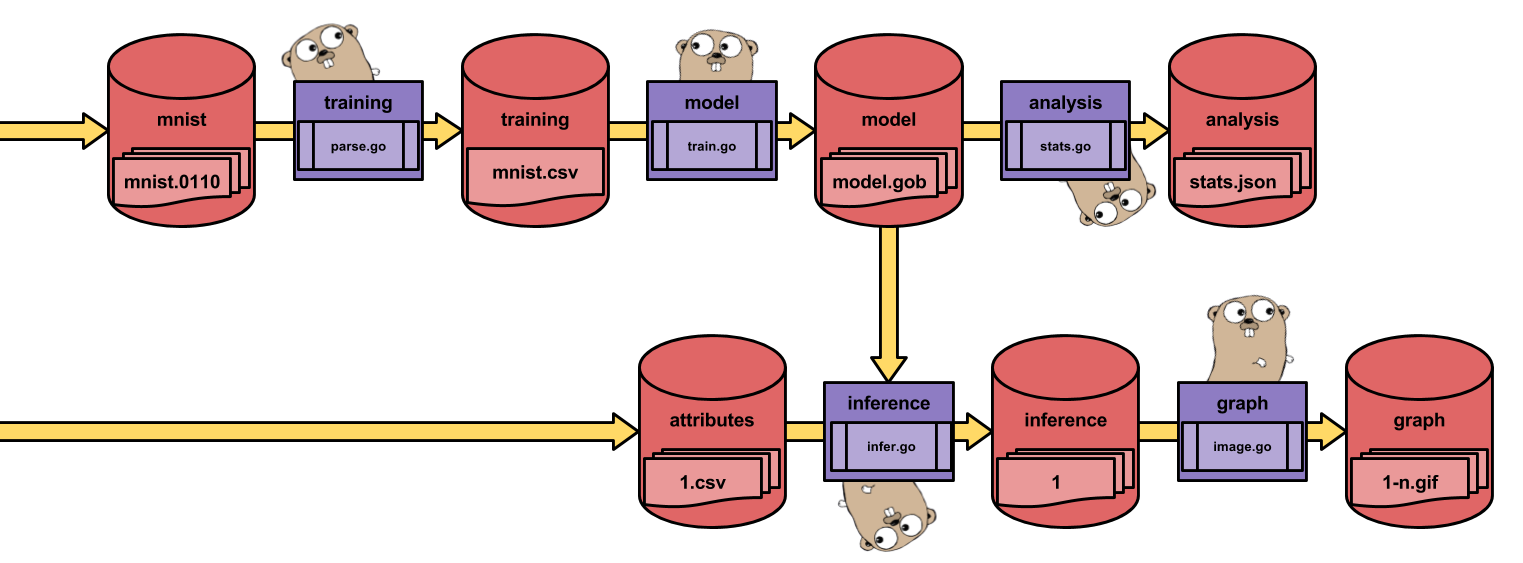 mnist
mnist.0110
training
parse.go
training
mnist.csv
model
train.go
model
model.gob
analysis
stats.go
analysis
stats.json
attributes
1.csv
inference
infer.go
inference
1
graph
image.go
graph
1-n.gif